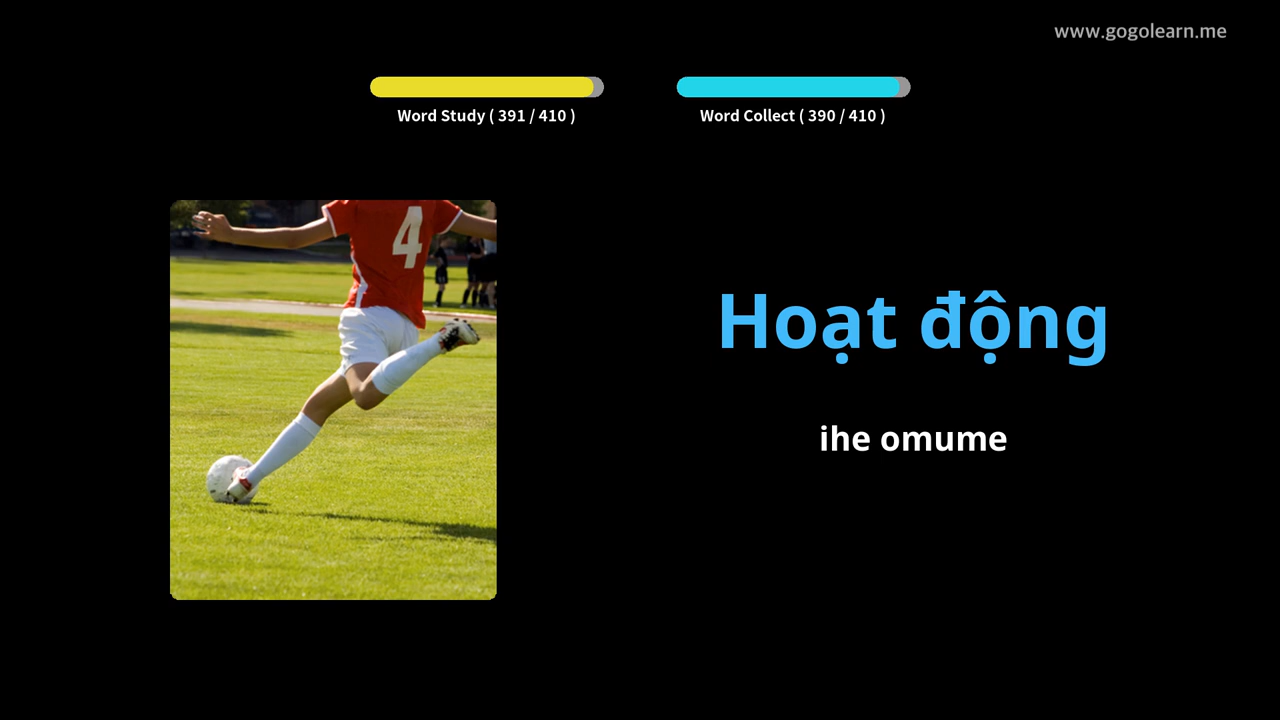 www.gogolearn.me
Word Study ( 391 / 410 )
Word Collect ( 390 / 410 )
4
Hoạt động
ihe omume